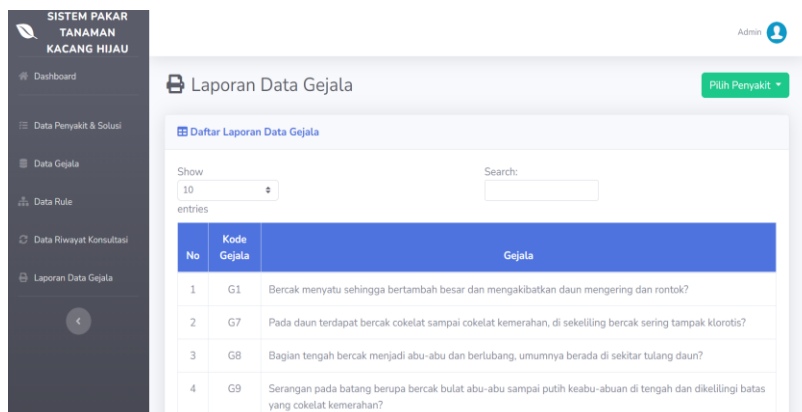 SISTEM PAKAR
TANAMAN
KACANG HIJAU
Admin
Dashboard
Data Penyakit & Solusi
Data Gejala
Data Rule
Data Riwayat Konsultasi
Laporan Data Gejala
Laporan Data Gejala
Pilih Penyakit
Daftar Laporan Data Gejala
Show
10
entries
Search:
No Kode Gejala Gejala
1 G1 Bercak menyatu sehingga bertambah besar dan mengakibatkan daun mengering dan rontok?
2 G7 Pada daun terdapat bercak cokelat sampai cokelat kemerahan, di sekeliling bercak sering tampak klorotis?
3 G8 Bagian tengah bercak menjadi abu-abu dan berlubang, umumnya berada di sekitar tulang daun?
4 G9 Serangan pada batang berupa bercak bulat abu-abu sampai putih keabu-abuan di tengah dan dikelilingi batas
yang cokelat kemerahan?